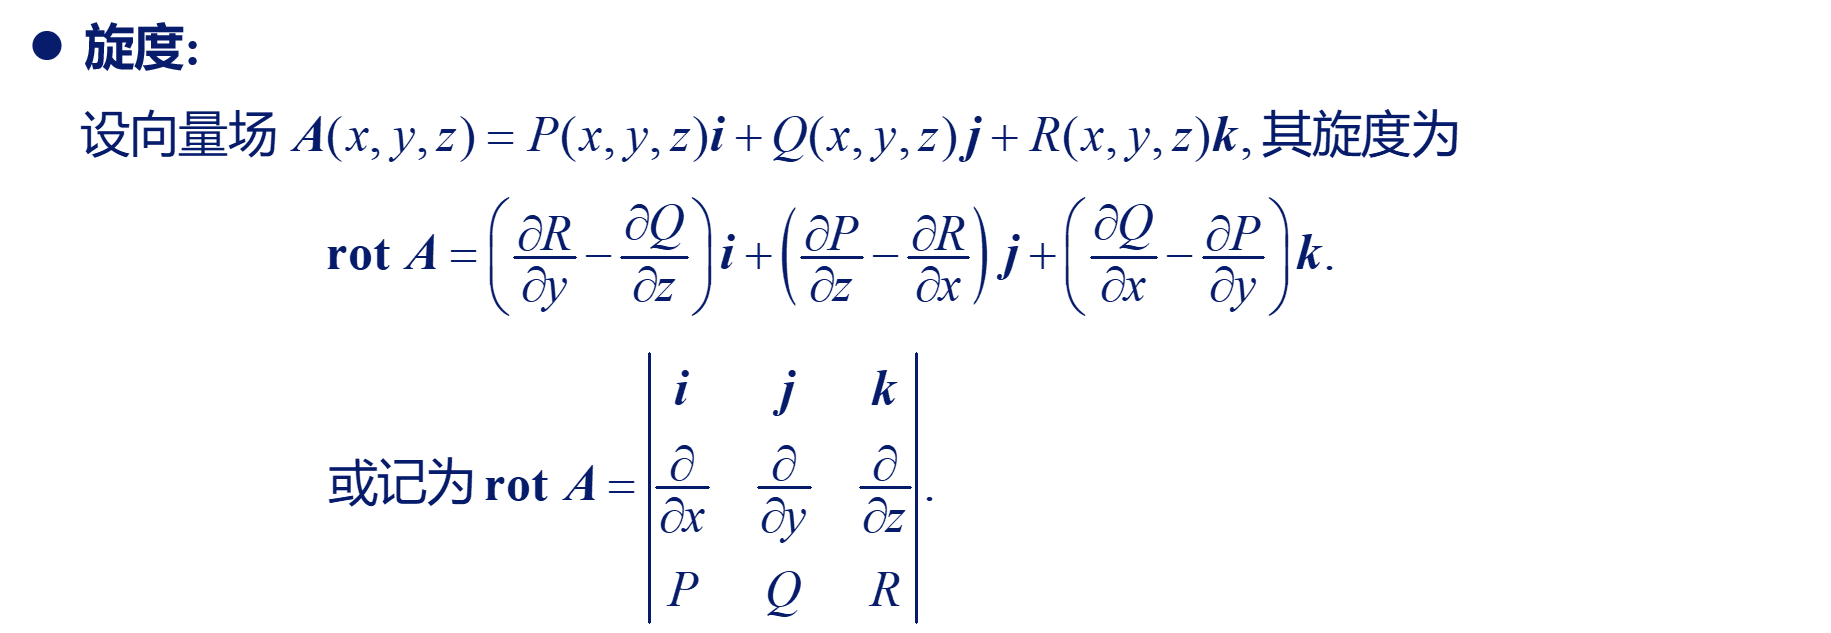 ● 旋度:
设向量场 A(x, y, z) = P(x, y, z)i + Q(x, y, z)j + R(x, y, z)k, 其旋度为
rot A = (∂R/∂y − ∂Q/∂z) i + (∂P/∂z − ∂R/∂x) j + (∂Q/∂x − ∂P/∂y) k.
或记为 rot A = | i j k |
| ∂/∂x ∂/∂y ∂/∂z | .
| P Q R |